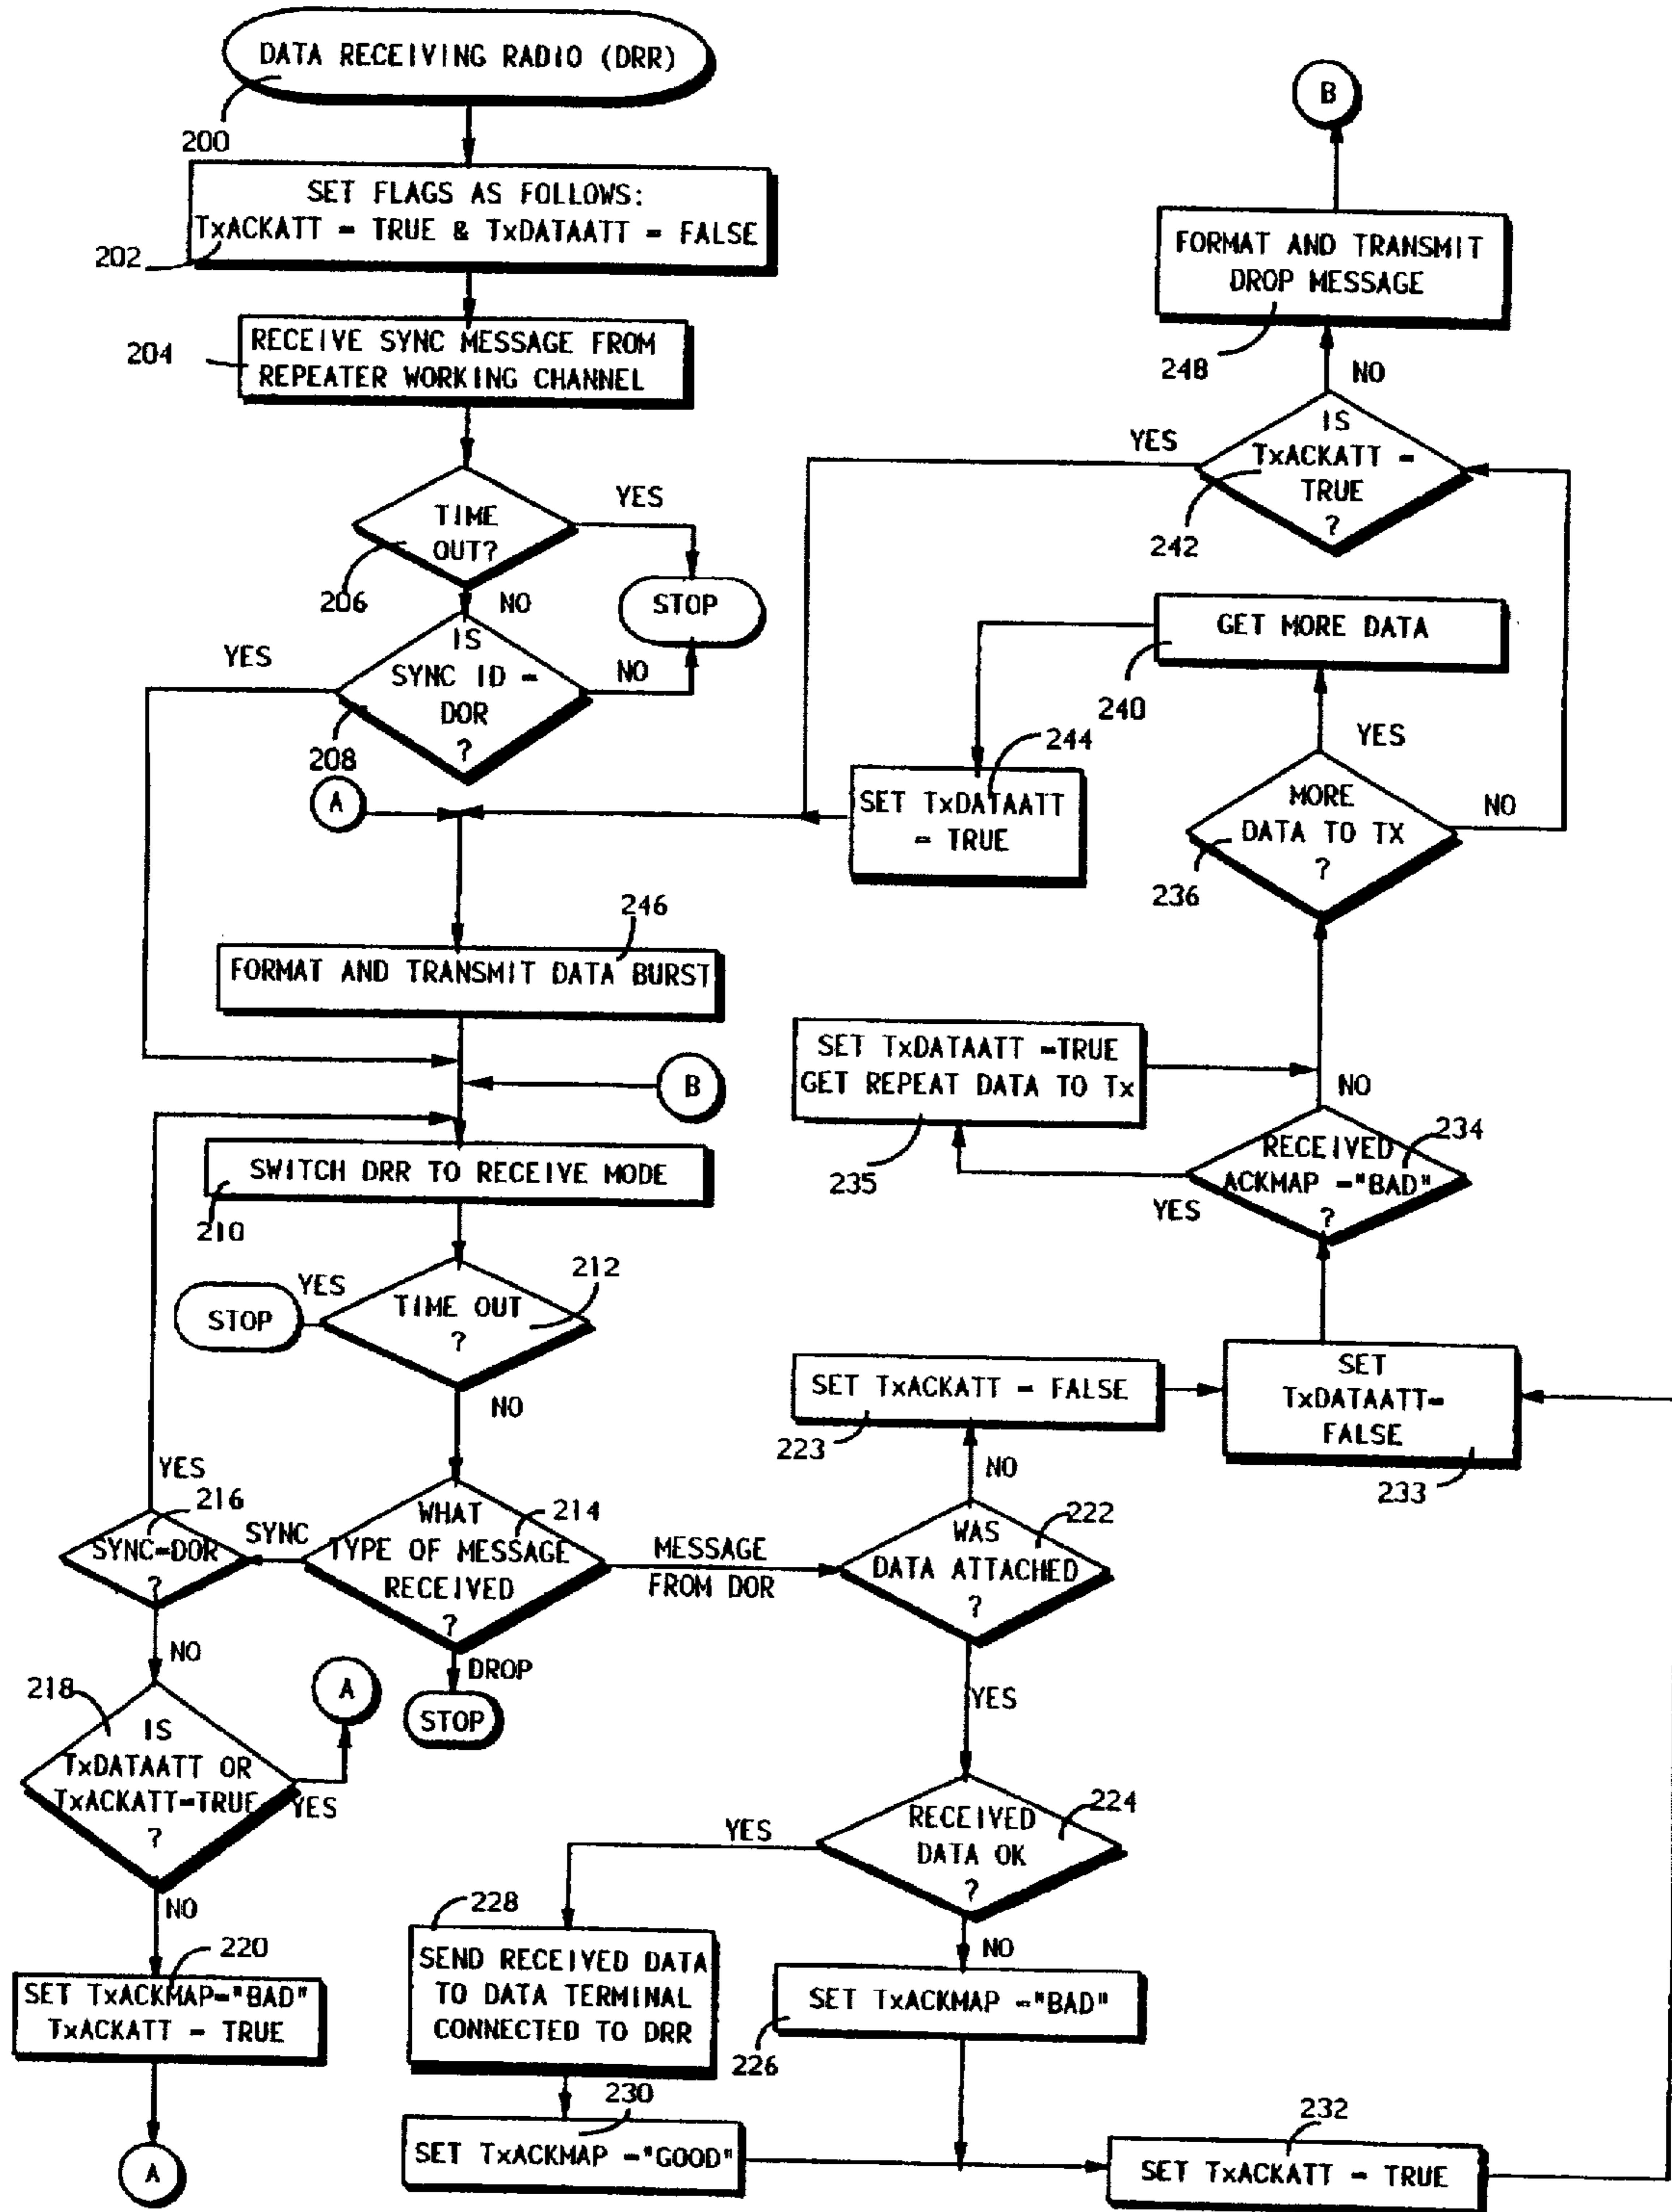 DATA RECEIVING RADIO (DRR)
200
SET FLAGS AS FOLLOWS:
TxACKATT = TRUE & TxDATAATT = FALSE
202
RECEIVE SYNC MESSAGE FROM
REPEATER WORKING CHANNEL
204
TIME
OUT?
206
YES
NO
STOP
IS
SYNC ID =
DOR
?
208
YES
NO
A
FORMAT AND TRANSMIT DATA BURST
246
B
SWITCH DRR TO RECEIVE MODE
210
TIME OUT
?
212
YES
STOP
NO
WHAT
TYPE OF MESSAGE
RECEIVED
?
214
SYNC
MESSAGE
FROM DOR
DROP
STOP
SYNC=DOR
?
216
YES
NO
IS
TxDATAATT OR
TxACKATT=TRUE
?
218
YES
A
NO
SET TxACKMAP="BAD"
TxACKATT = TRUE
220
A
WAS
DATA ATTACHED
?
222
NO
YES
SET TxACKATT = FALSE
223
RECEIVED
DATA OK
?
224
YES
NO
SEND RECEIVED DATA
TO DATA TERMINAL
CONNECTED TO DRR
228
SET TxACKMAP ="BAD"
226
SET TxACKMAP ="GOOD"
230
SET TxACKATT = TRUE
232
SET
TxDATAATT=
FALSE
233
RECEIVED
ACKMAP ="BAD"
?
234
YES
NO
SET TxDATAATT =TRUE
GET REPEAT DATA TO Tx
235
MORE
DATA TO TX
?
236
YES
NO
GET MORE DATA
240
SET TxDATAATT
= TRUE
244
IS
TxACKATT =
TRUE
?
242
YES
NO
FORMAT AND TRANSMIT
DROP MESSAGE
248
B